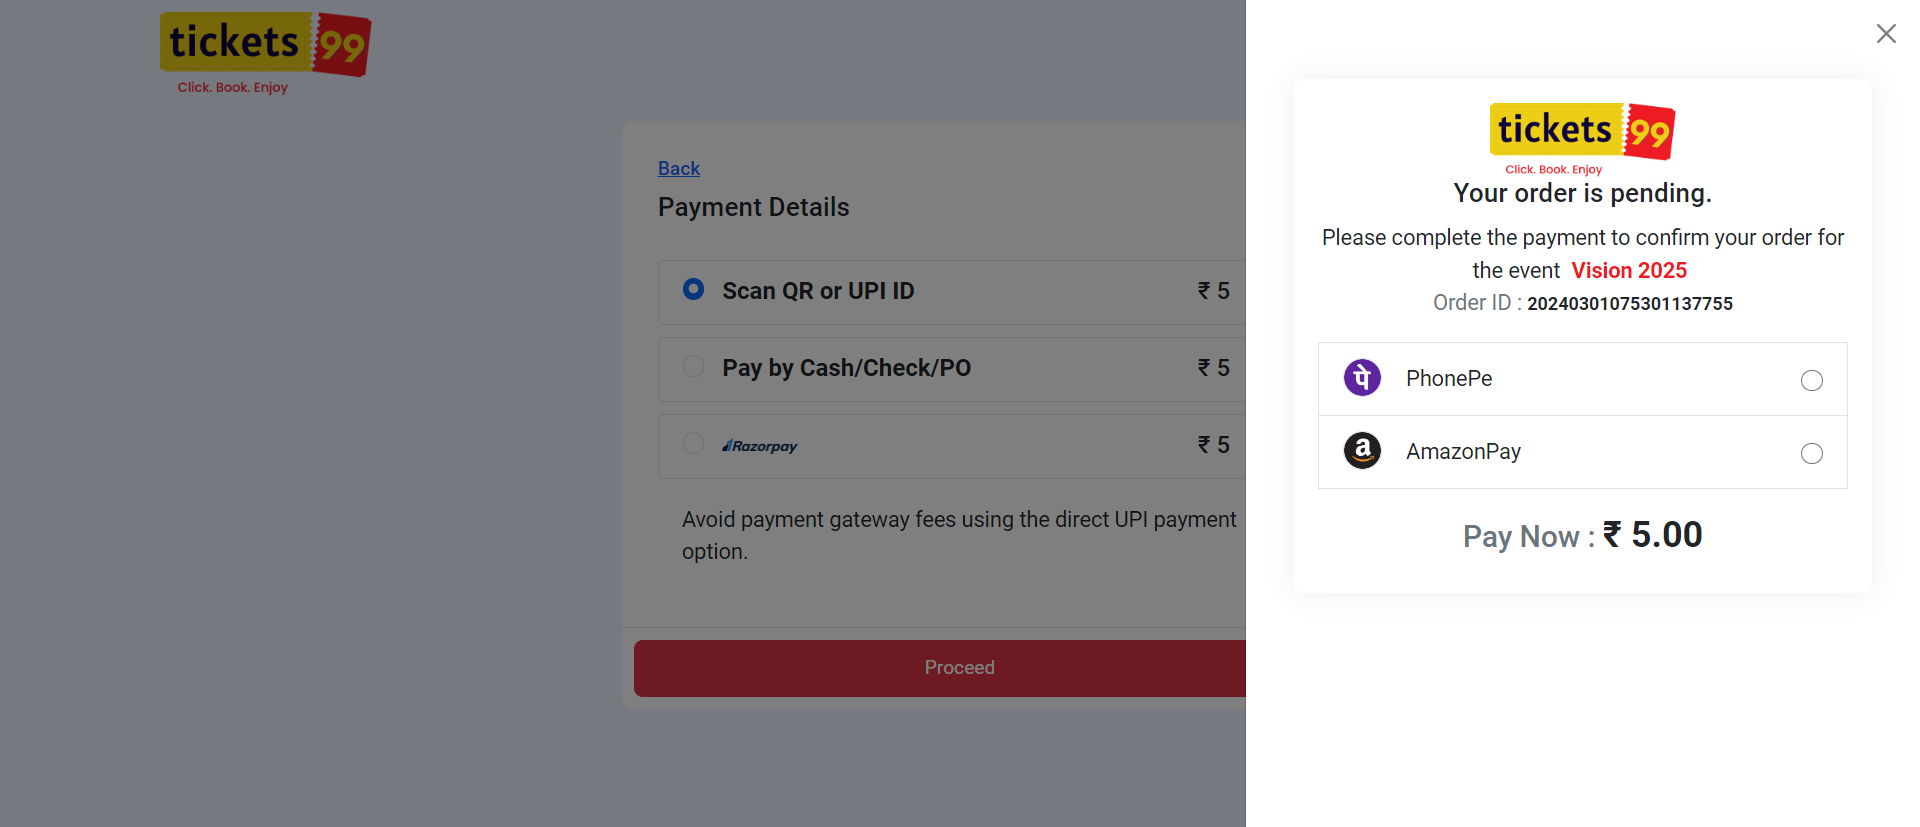 tickets 99
Click. Book. Enjoy
Back
Payment Details
Scan QR or UPI ID ₹ 5
Pay by Cash/Check/PO ₹ 5
Razorpay ₹ 5
Avoid payment gateway fees using the direct UPI payment
option.
Proceed
tickets 99
Click. Book. Enjoy
Your order is pending.
Please complete the payment to confirm your order for
the event Vision 2025
Order ID : 20240301075301137755
पे PhonePe
a AmazonPay
Pay Now : ₹ 5.00